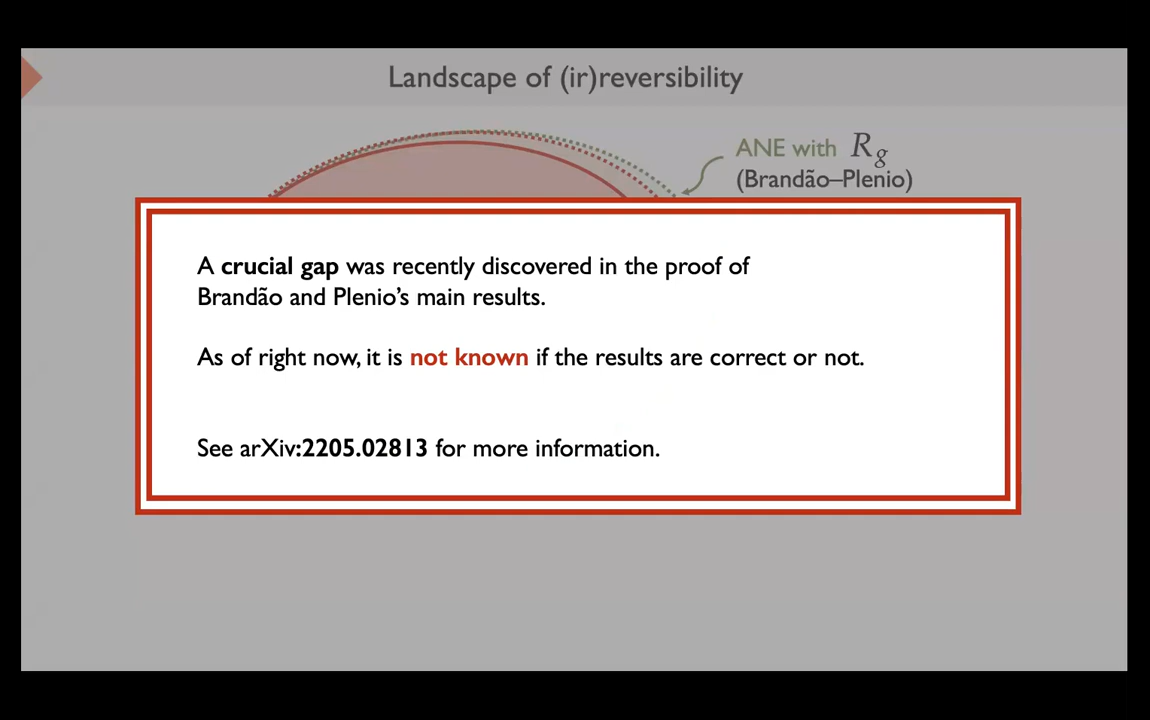 Landscape of (ir)reversibility
ANE with R_g
(Brandão–Plenio)
A crucial gap was recently discovered in the proof of
Brandão and Plenio's main results.
As of right now, it is not known if the results are correct or not.
See arXiv:2205.02813 for more information.